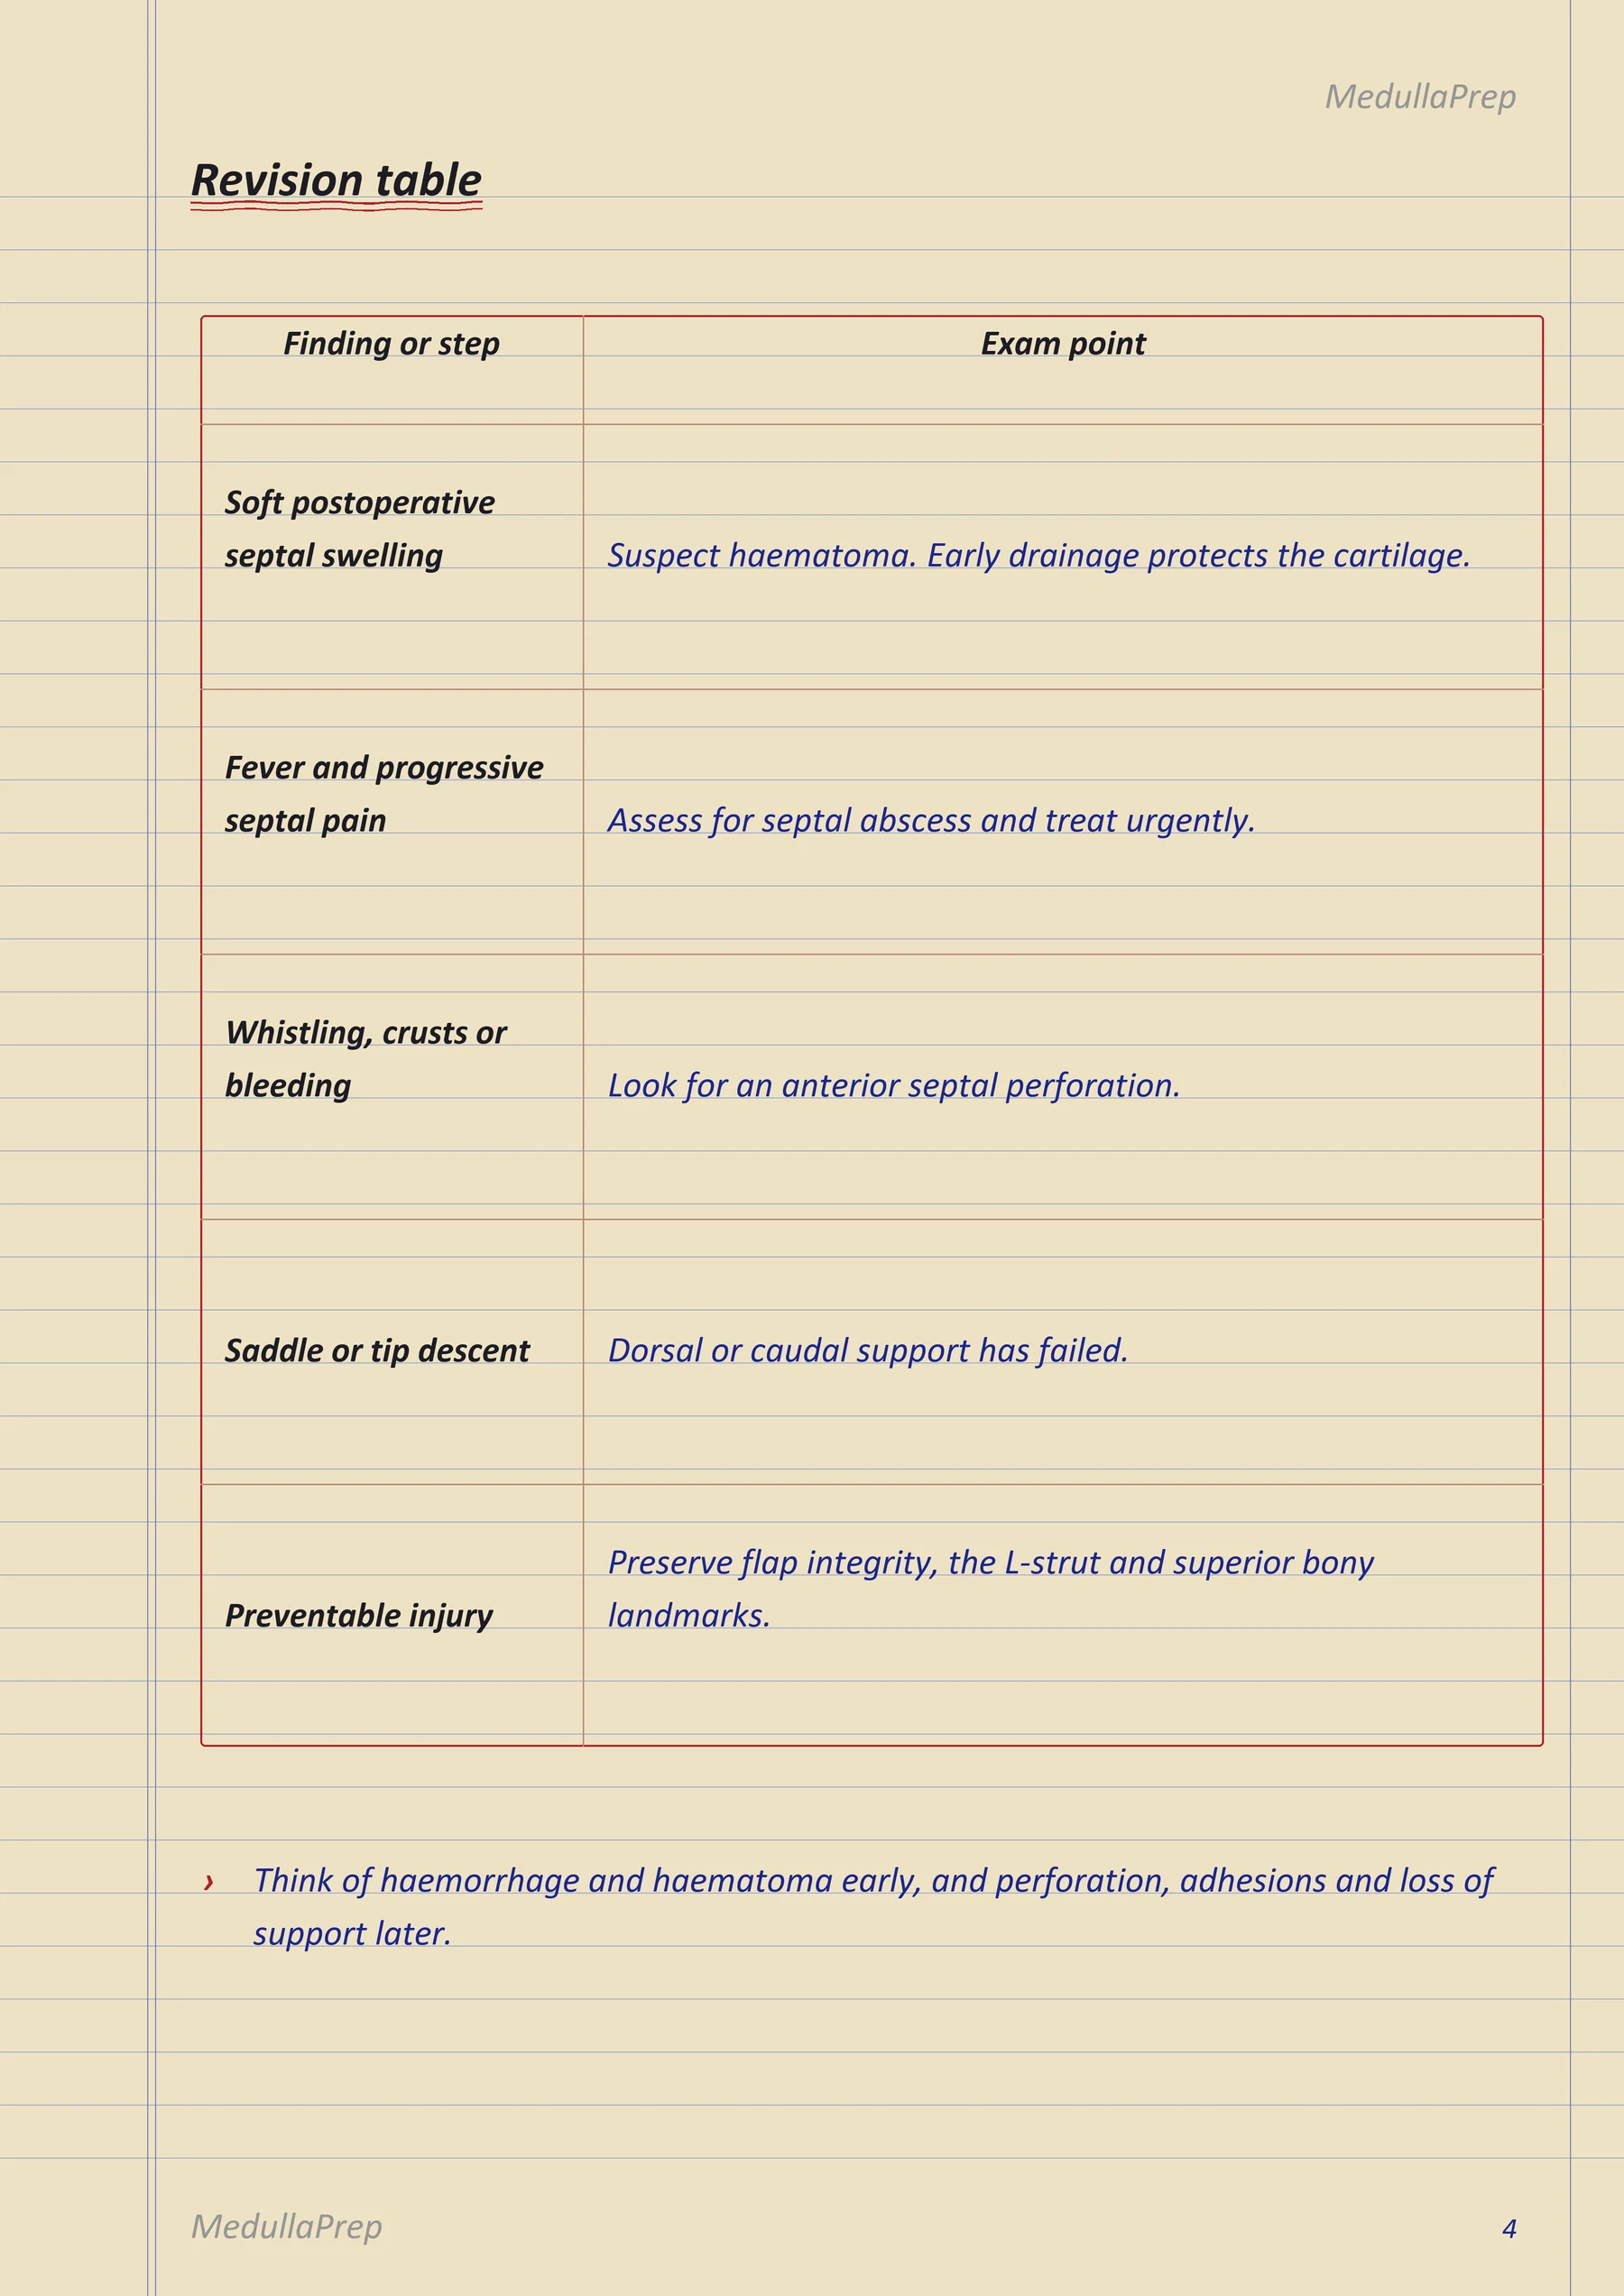 MedullaPrep
Revision table
Finding or step
Exam point
Soft postoperative
septal swelling
Suspect haematoma. Early drainage protects the cartilage.
Fever and progressive
septal pain
Assess for septal abscess and treat urgently.
Whistling, crusts or
bleeding
Look for an anterior septal perforation.
Saddle or tip descent
Dorsal or caudal support has failed.
Preventable injury
Preserve flap integrity, the L-strut and superior bony
landmarks.
› Think of haemorrhage and haematoma early, and perforation, adhesions and loss of
support later.
MedullaPrep
4